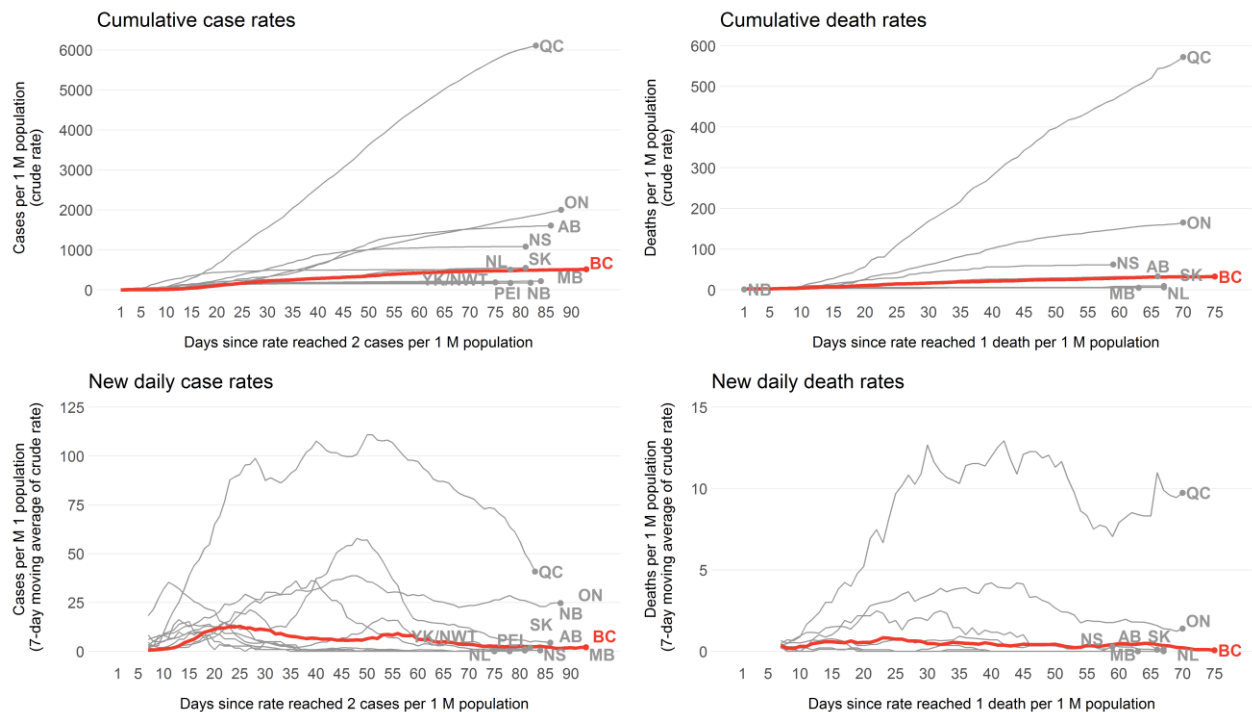 Cumulative case rates
Cases per 1 M population
(crude rate)
6000
5000
4000
3000
2000
1000
0
QC
ON
AB
NS
NL
SK
BC
YK/NWT
MB
PEI
NB
1 5 10 15 20 25 30 35 40 45 50 55 60 65 70 75 80 85 90
Days since rate reached 2 cases per 1 M population
Cumulative death rates
Deaths per 1 M population
(crude rate)
600
500
400
300
200
100
0
QC
ON
NS
AB
SK
BC
NB
MB
NL
1 5 10 15 20 25 30 35 40 45 50 55 60 65 70 75
Days since rate reached 1 death per 1 M population
New daily case rates
Cases per M 1 population
(7-day moving average of crude rate)
125
100
75
50
25
0
QC
ON
NB
SK
YK/NWT
PEI
AB
BC
NL
NS
MB
1 5 10 15 20 25 30 35 40 45 50 55 60 65 70 75 80 85 90
Days since rate reached 2 cases per 1 M population
New daily death rates
Deaths per 1 M population
(7-day moving average of crude rate)
15
10
5
0
QC
ON
NS
AB
SK
BC
MB
NL
1 5 10 15 20 25 30 35 40 45 50 55 60 65 70 75
Days since rate reached 1 death per 1 M population